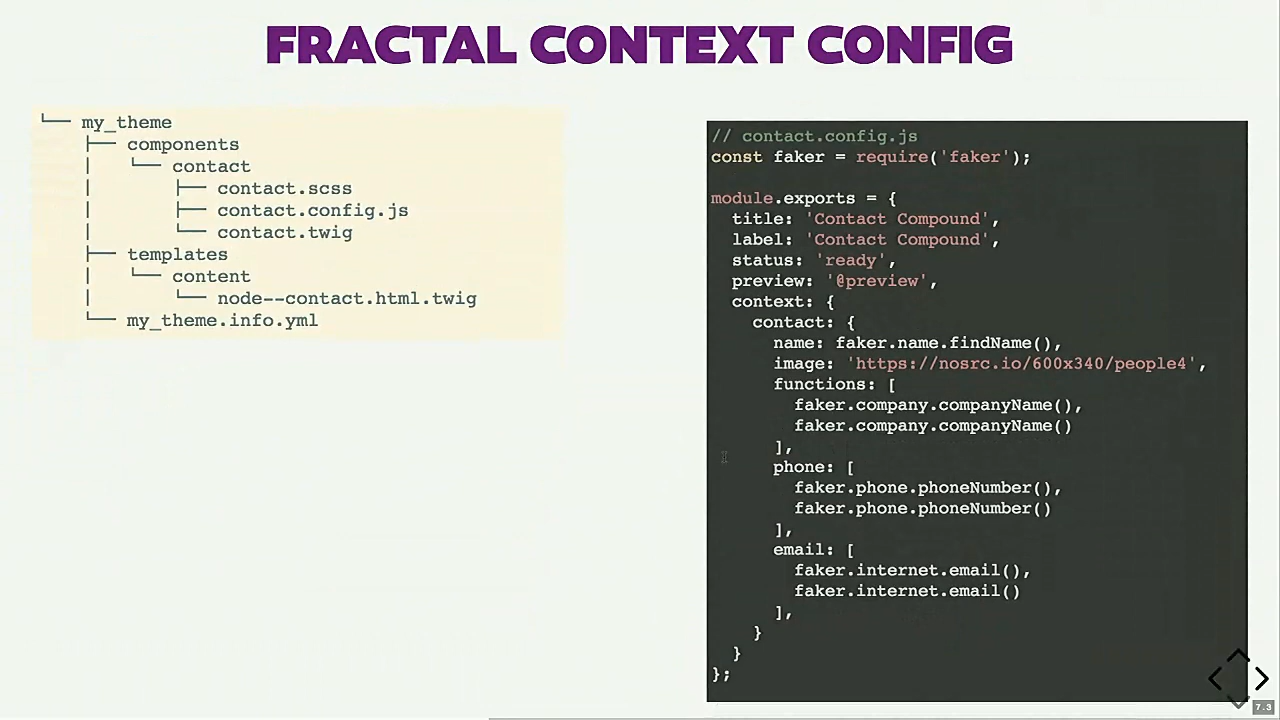 FRACTAL CONTEXT CONFIG
└── my_theme
    ├── components
    │   └── contact
    │       ├── contact.scss
    │       ├── contact.config.js
    │       └── contact.twig
    ├── templates
    │   └── content
    │       └── node--contact.html.twig
    └── my_theme.info.yml
// contact.config.js
const faker = require('faker');

module.exports = {
  title: 'Contact Compound',
  label: 'Contact Compound',
  status: 'ready',
  preview: '@preview',
  context: {
    contact: {
      name: faker.name.findName(),
      image: 'https://nosrc.io/600x340/people4',
      functions: [
        faker.company.companyName(),
        faker.company.companyName()
      ],
      phone: [
        faker.phone.phoneNumber(),
        faker.phone.phoneNumber()
      ],
      email: [
        faker.internet.email(),
        faker.internet.email()
      ],
    }
  }
};
7.3